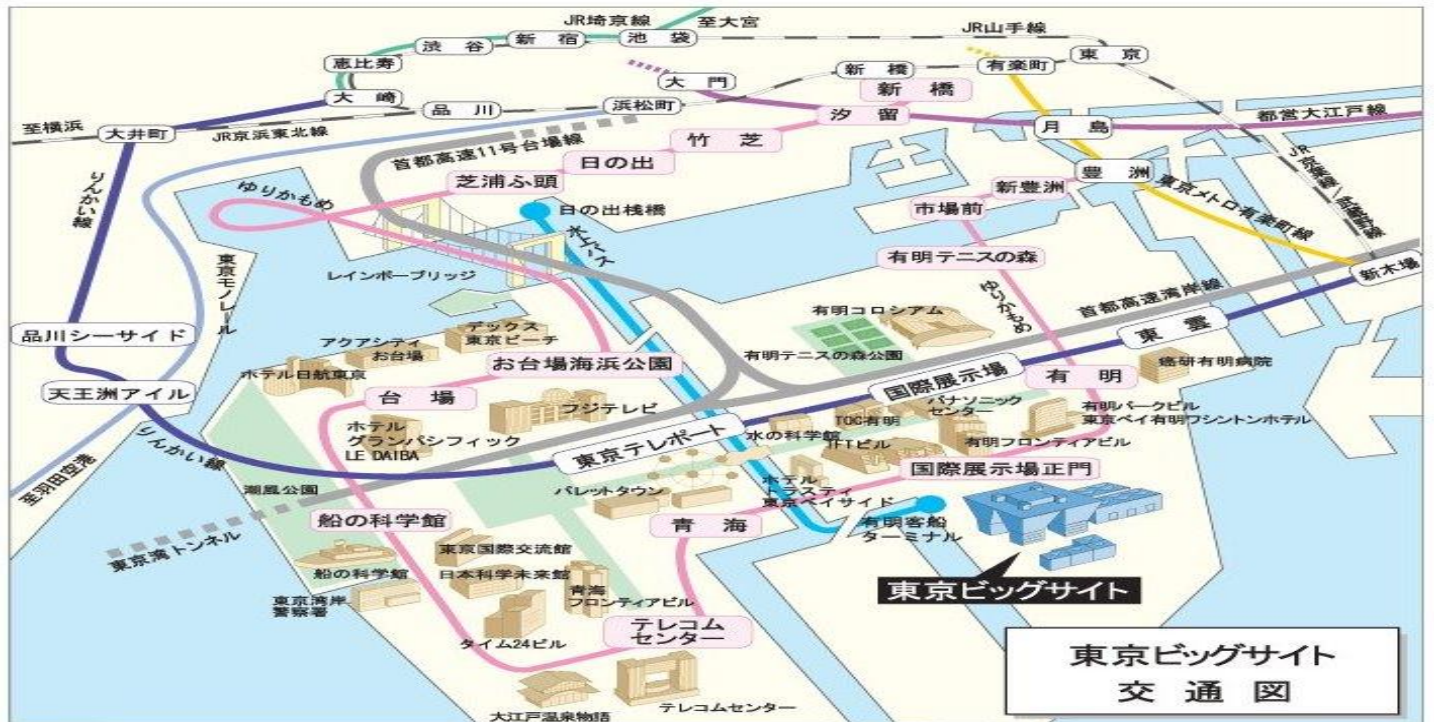 JR埼京線
至大宮
JR山手線
渋谷
新宿
池袋
恵比寿
大門
新橋
有楽町
東京
大崎
品川
浜松町
新橋
汐留
至横浜
大井町
JR京浜東北線
首都高速11号台場線
竹芝
月島
都営大江戸線
日の出
芝浦ふ頭
豊洲
新豊洲
りんかい線
ゆりかもめ
日の出桟橋
市場前
東京メトロ有楽町線
水上バス
有明テニスの森
東京モノレール
レインボーブリッジ
ゆりかもめ
首都高速湾岸線
新木場
品川シーサイド
アクアシティ
お台場
デックス
東京ビーチ
有明コロシアム
東雲
お台場海浜公園
有明テニスの森公園
癌研有明病院
ホテル日航東京
国際展示場
有明
天王洲アイル
台場
フジテレビ
パナソニック
センター
有明パークビル
東京ベイ有明ワシントンホテル
ホテル
グランパシフィック
LE DAIBA
TOC有明
水の科学館
TFTビル
有明フロンティアビル
りんかい線
東京テレポート
国際展示場正門
至羽田空港
潮風公園
パレットタウン
ホテル
トラスティ
東京ベイサイド
船の科学館
青海
有明客船
ターミナル
東京湾トンネル
東京国際交流館
船の科学館
日本科学未来館
青海
フロンティアビル
東京湾岸
警察署
東京ビッグサイト
テレコム
センター
タイム24ビル
大江戸温泉物語
テレコムセンター
東京ビッグサイト
交通図